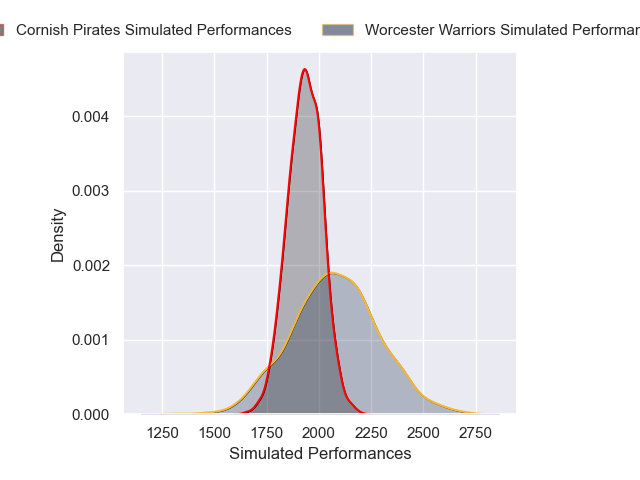 Cornish Pirates Simulated Performances
Worcester Warriors Simulated
0.004
0.003
0.002
0.001
0.000
Density
1250 1500 1750 2000 2250 2500 2750
Simulated Performances